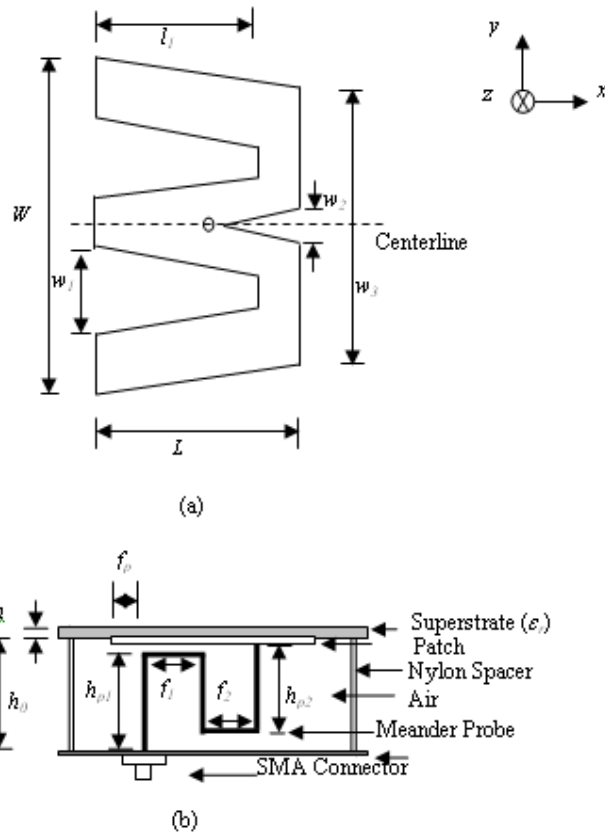 l₁
y
z
x
W
w₂
Centerline
w₁
w₃
L
(a)
fₚ
Superstrate (εᵣ)
Patch
Nylon Spacer
h₀
hₚ₁
f₁
f₂
hₚ₂
Air
Meander Probe
SMA Connector
(b)